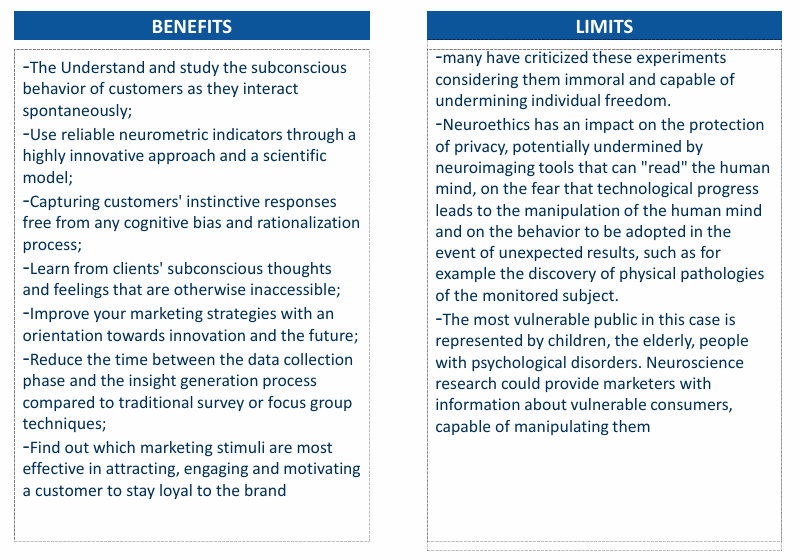 BENEFITS
-The Understand and study the subconscious
behavior of customers as they interact
spontaneously;
-Use reliable neurometric indicators through a
highly innovative approach and a scientific
model;
-Capturing customers' instinctive responses
free from any cognitive bias and rationalization
process;
-Learn from clients' subconscious thoughts
and feelings that are otherwise inaccessible;
-Improve your marketing strategies with an
orientation towards innovation and the future;
-Reduce the time between the data collection
phase and the insight generation process
compared to traditional survey or focus group
techniques;
-Find out which marketing stimuli are most
effective in attracting, engaging and motivating
a customer to stay loyal to the brand
LIMITS
-many have criticized these experiments
considering them immoral and capable of
undermining individual freedom.
-Neuroethics has an impact on the protection
of privacy, potentially undermined by
neuroimaging tools that can "read" the human
mind, on the fear that technological progress
leads to the manipulation of the human mind
and on the behavior to be adopted in the
event of unexpected results, such as for
example the discovery of physical pathologies
of the monitored subject.
-The most vulnerable public in this case is
represented by children, the elderly, people
with psychological disorders. Neuroscience
research could provide marketers with
information about vulnerable consumers,
capable of manipulating them